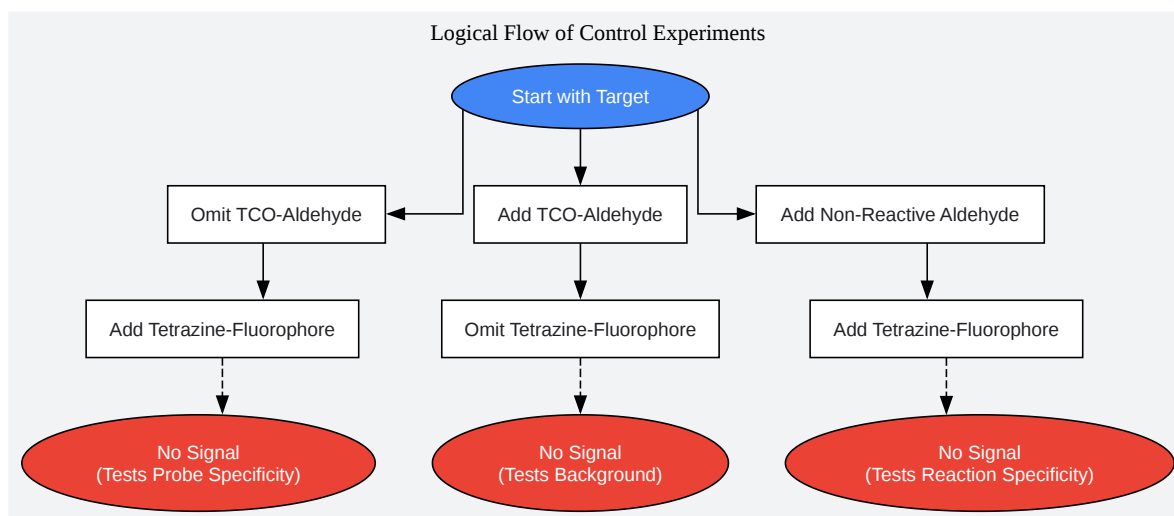 Logical Flow of Control Experiments
Start with Target
Omit TCO-Aldehyde
Add TCO-Aldehyde
Add Non-Reactive Aldehyde
Add Tetrazine-Fluorophore
Omit Tetrazine-Fluorophore
Add Tetrazine-Fluorophore
No Signal
(Tests Probe Specificity)
No Signal
(Tests Background)
No Signal
(Tests Reaction Specificity)